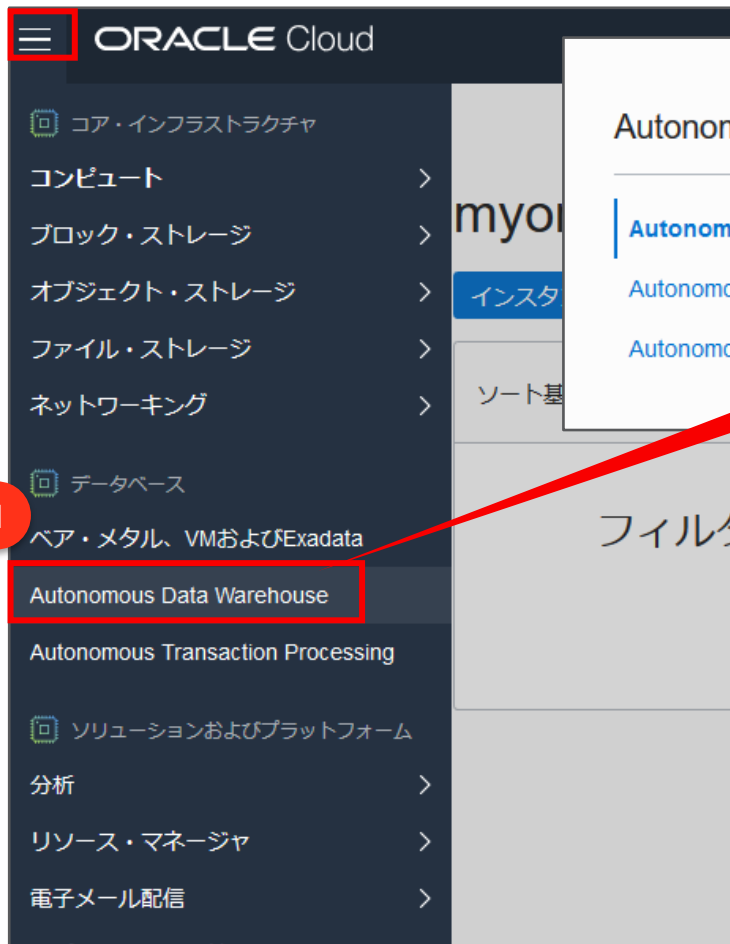 ORACLE Cloud
コア・インフラストラクチャ
コンピュート
ブロック・ストレージ
オブジェクト・ストレージ
ファイル・ストレージ
ネットワーキング
データベース
ベア・メタル、VMおよびExadata
Autonomous Data Warehouse
Autonomous Transaction Processing
ソリューションおよびプラットフォーム
分析
リソース・マネージャ
電子メール配信
myo
インスタ
ソート基
フィル
Autonom
Autonom
Autonomo
Autonomo